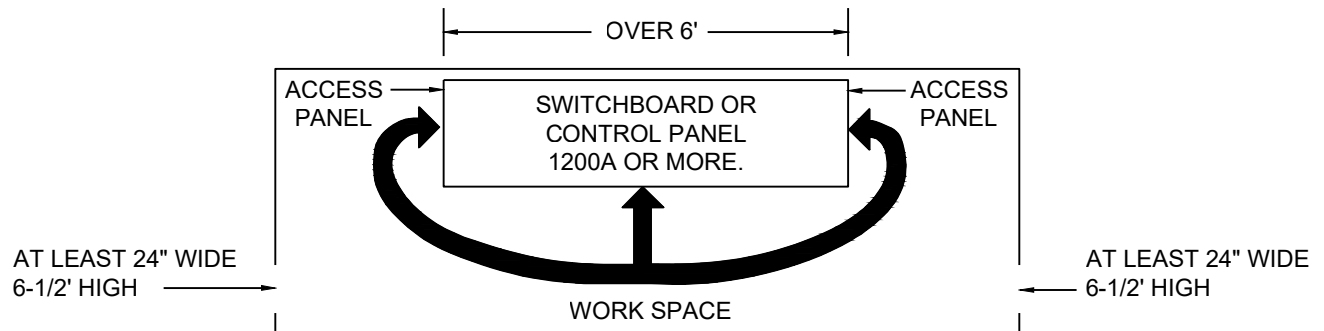 OVER 6'
ACCESS
PANEL
SWITCHBOARD OR
CONTROL PANEL
1200A OR MORE.
ACCESS
PANEL
AT LEAST 24" WIDE
6-1/2' HIGH
WORK SPACE
AT LEAST 24" WIDE
6-1/2' HIGH